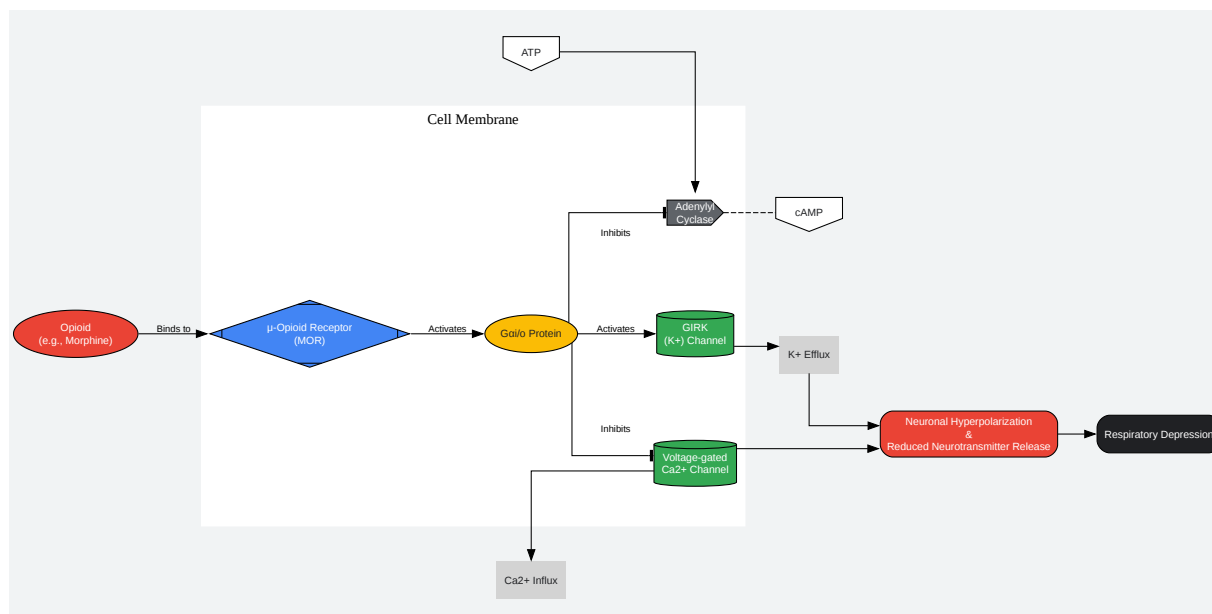 ATP
Cell Membrane
Adenylyl
Cyclase
cAMP
Inhibits
Opioid
(e.g., Morphine)
Binds to
μ-Opioid Receptor
(MOR)
Activates
Gαi/o Protein
Activates
GIRK
(K+) Channel
K+ Efflux
Neuronal Hyperpolarization
&
Reduced Neurotransmitter Release
Respiratory Depression
Inhibits
Voltage-gated
Ca2+ Channel
Ca2+ Influx